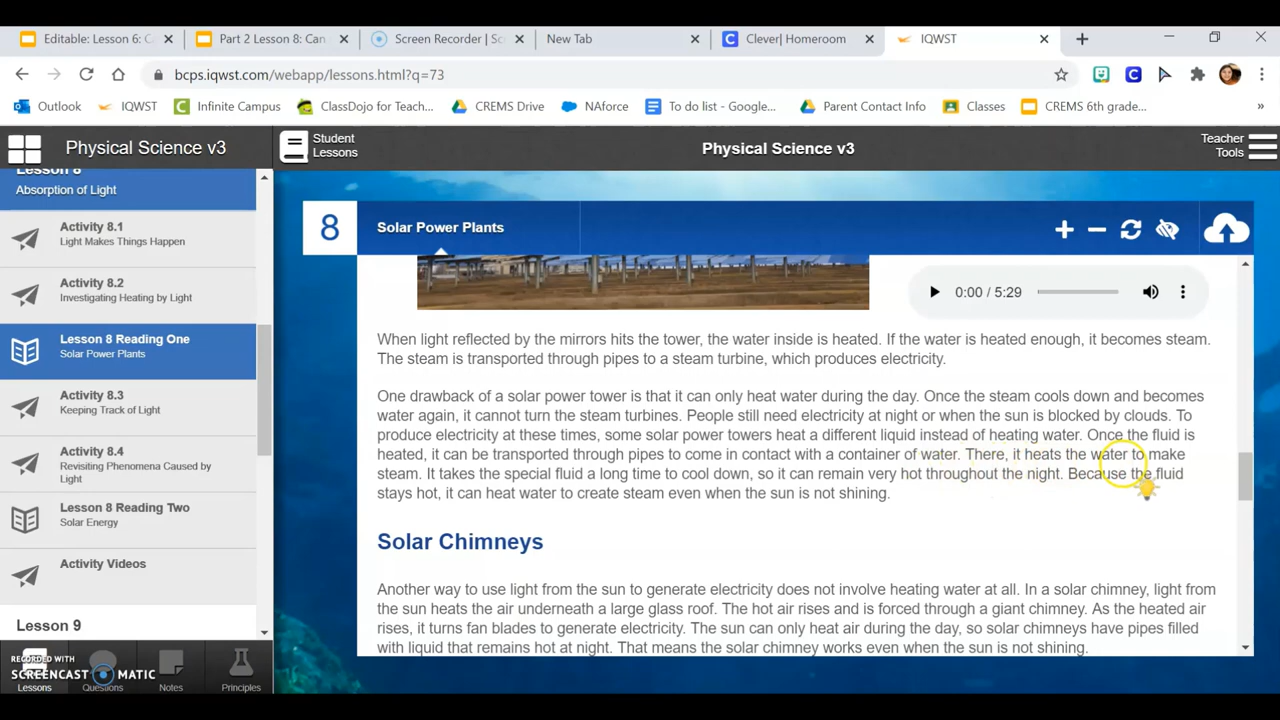 Editable: Lesson 6: C
Part 2 Lesson 8: Can
Screen Recorder | Sc
New Tab
Clever| Homeroom
IQWST
bcps.iqwst.com/webapp/lessons.html?q=73
Outlook
IQWST
Infinite Campus
ClassDojo for Teach...
CREMS Drive
NAforce
To do list - Google...
Parent Contact Info
Classes
CREMS 6th grade...
»
Physical Science v3
Student
Lessons
Physical Science v3
Teacher
Tools
Lesson 8
Absorption of Light
Activity 8.1
Light Makes Things Happen
Activity 8.2
Investigating Heating by Light
Lesson 8 Reading One
Solar Power Plants
Activity 8.3
Keeping Track of Light
Activity 8.4
Revisiting Phenomena Caused by
Light
Lesson 8 Reading Two
Solar Energy
Activity Videos
Lesson 9
RECORDED WITH
SCREENCAST MATIC
Lessons
Questions
Notes
Principles
8
Solar Power Plants
0:00 / 5:29
When light reflected by the mirrors hits the tower, the water inside is heated. If the water is heated enough, it becomes steam.
The steam is transported through pipes to a steam turbine, which produces electricity.
One drawback of a solar power tower is that it can only heat water during the day. Once the steam cools down and becomes
water again, it cannot turn the steam turbines. People still need electricity at night or when the sun is blocked by clouds. To
produce electricity at these times, some solar power towers heat a different liquid instead of heating water. Once the fluid is
heated, it can be transported through pipes to come in contact with a container of water. There, it heats the water to make
steam. It takes the special fluid a long time to cool down, so it can remain very hot throughout the night. Because the fluid
stays hot, it can heat water to create steam even when the sun is not shining.
Solar Chimneys
Another way to use light from the sun to generate electricity does not involve heating water at all. In a solar chimney, light from
the sun heats the air underneath a large glass roof. The hot air rises and is forced through a giant chimney. As the heated air
rises, it turns fan blades to generate electricity. The sun can only heat air during the day, so solar chimneys have pipes filled
with liquid that remains hot at night. That means the solar chimney works even when the sun is not shining.